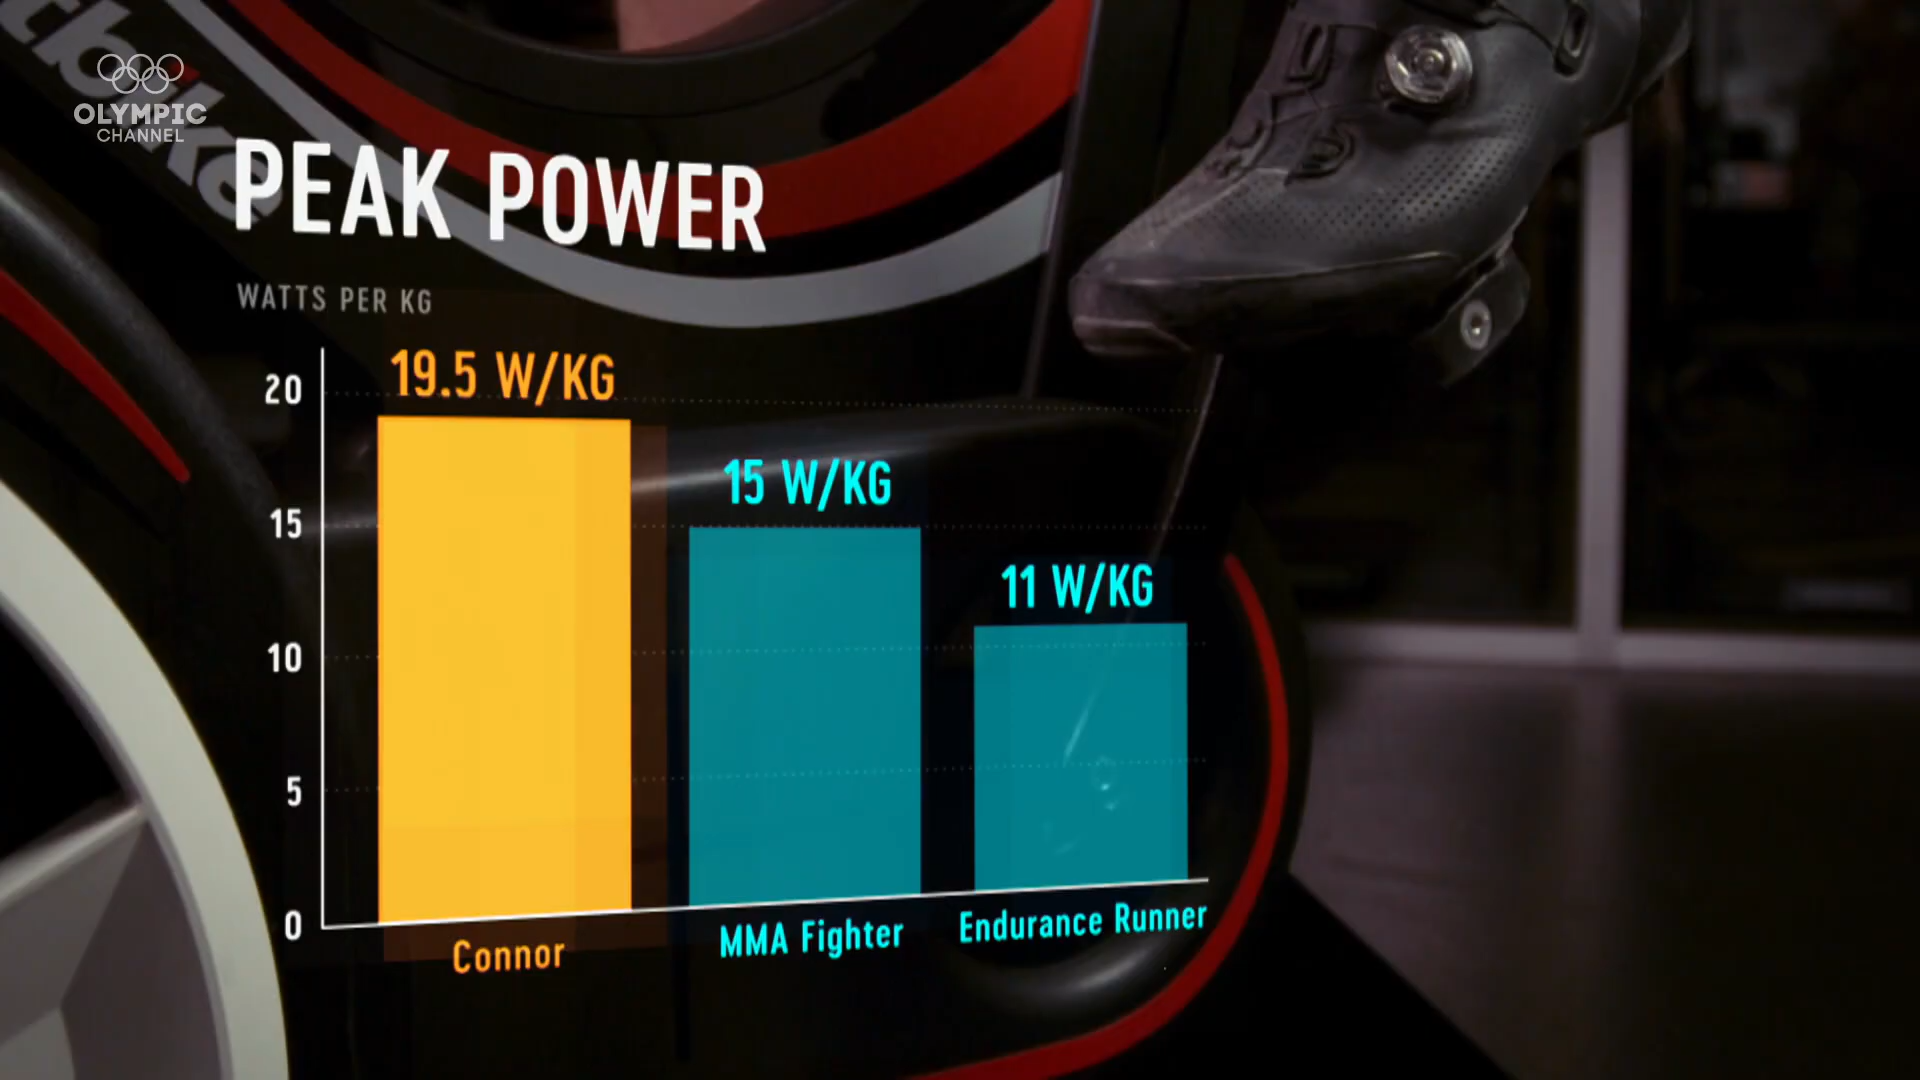 tbike
OLYMPIC
CHANNEL
PEAK POWER
WATTS PER KG
20
15
10
5
0
19.5 W/KG
15 W/KG
11 W/KG
Connor
MMA Fighter
Endurance Runner